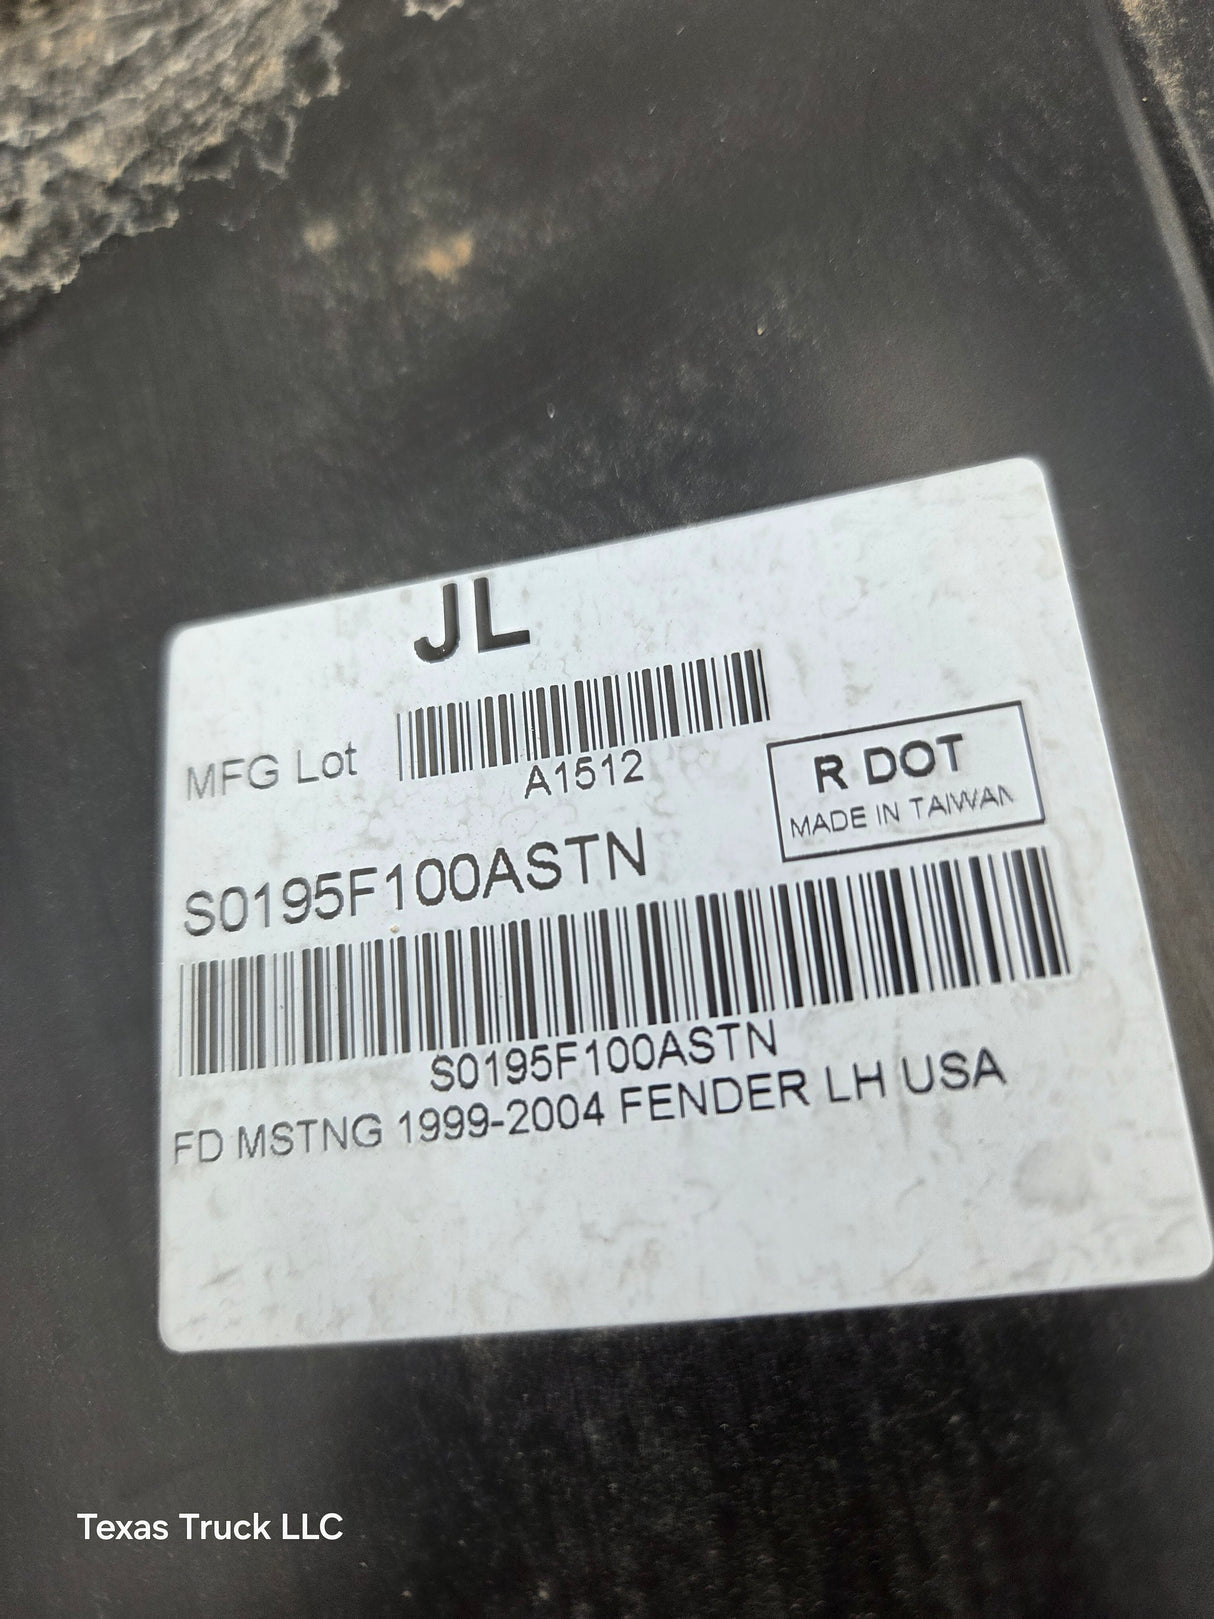 JL
MFG Lot
A1512
R DOT
MADE IN TAIWAN
S0195F100ASTN
S0195F100ASTN
FD MSTNG 1999-2004 FENDER LH USA
Texas Truck LLC